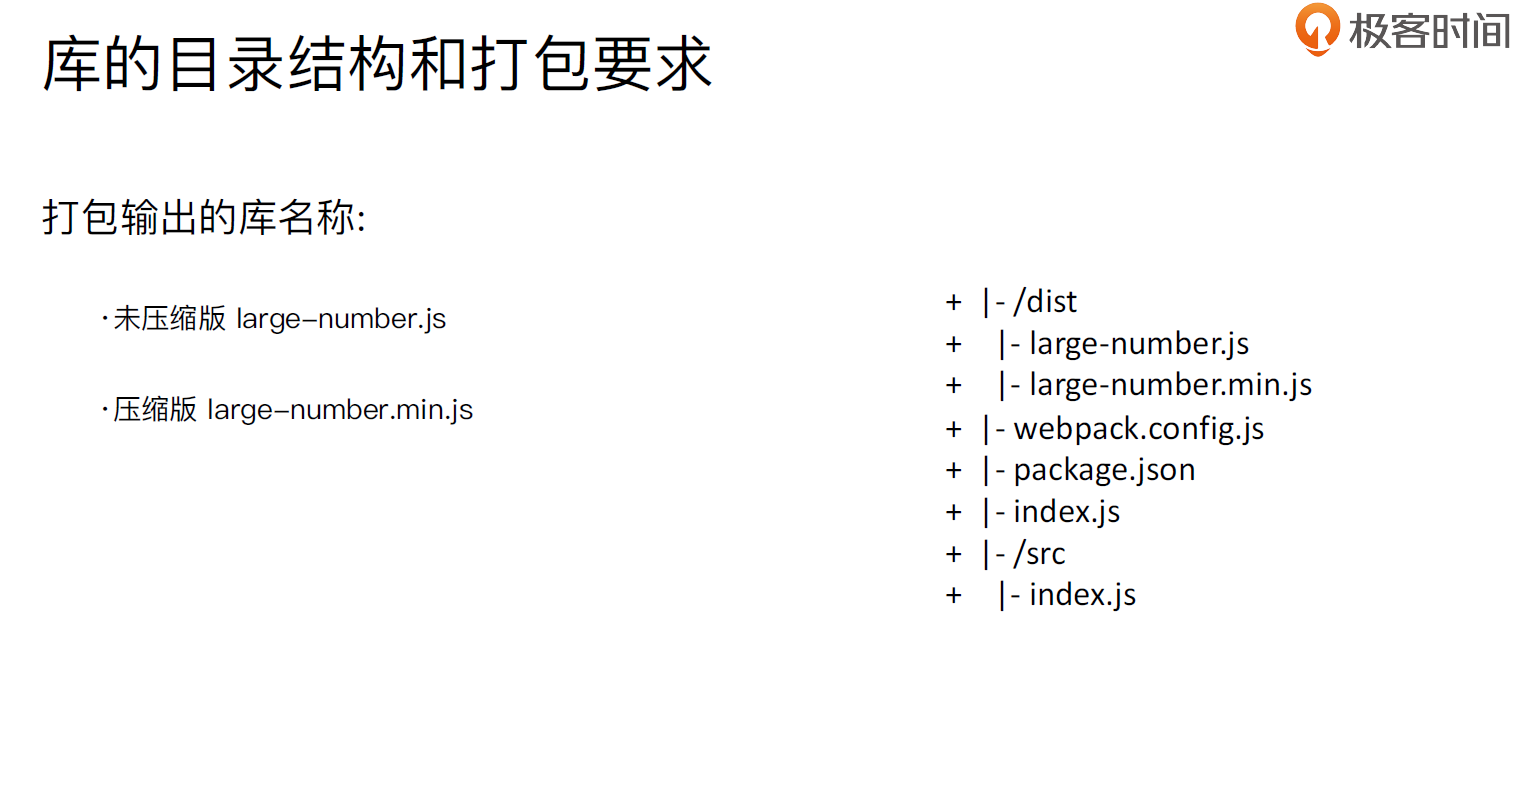 极客时间
库的目录结构和打包要求
打包输出的库名称:
·未压缩版 large-number.js
·压缩版 large-number.min.js
+ |- /dist
+ |- large-number.js
+ |- large-number.min.js
+ |- webpack.config.js
+ |- package.json
+ |- index.js
+ |- /src
+ |- index.js